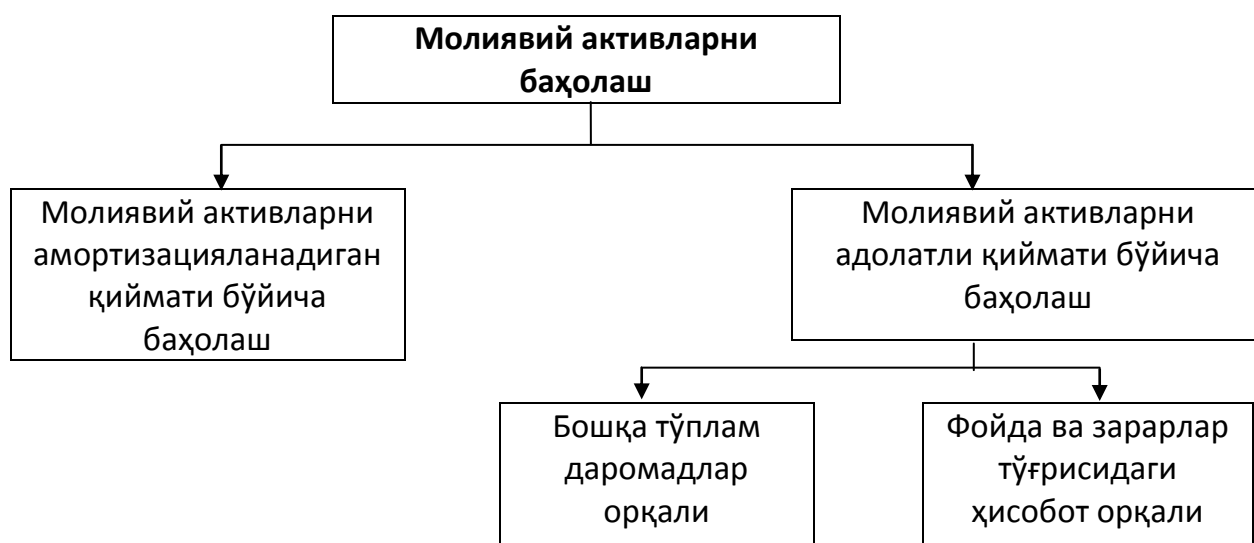 Молиявий активларни
баҳолаш
Молиявий активларни
амортизацияланадиган
қиймати бўйича
баҳолаш
Молиявий активларни
адолатли қиймати бўйича
баҳолаш
Бошқа тўплам
даромадлар
орқали
Фойда ва зарарлар
тўғрисидаги
ҳисобот орқали